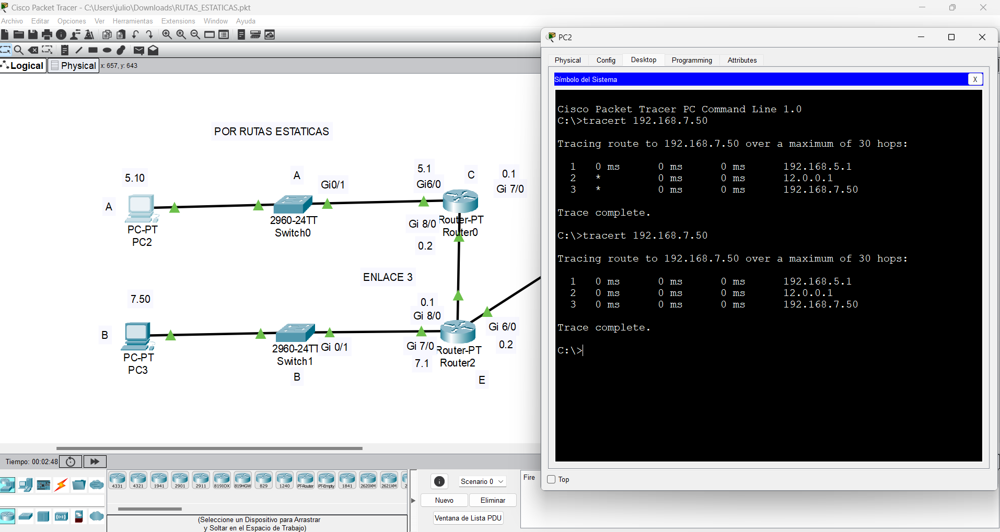 Cisco Packet Tracer - C:\Users\julio\Downloads\RUTAS_ESTATICAS.pkt
Archivo Editar Opciones Ver Herramientas Extensions Window Ayuda
Logical Physical x: 657, y: 643
POR RUTAS ESTATICAS
5.10
A
Gi0/1
5.1
Gi6/0
C
0.1
Gi 7/0
A
PC-PT
PC2
2960-24TT
Switch0
Gi 8/0
0.2
Router-PT
Router0
ENLACE 3
7.50
0.1
Gi 8/0
B
PC-PT
PC3
2960-24TT
Switch1
Gi 0/1
B
Gi 7/0
7.1
Router-PT
Router2
Gi 6/0
0.2
E
PC2
Physical Config Desktop Programming Attributes
Símbolo del Sistema X
Cisco Packet Tracer PC Command Line 1.0
C:\>tracert 192.168.7.50
Tracing route to 192.168.7.50 over a maximum of 30 hops:
1 0 ms 0 ms 0 ms 192.168.5.1
2 * 0 ms 0 ms 12.0.0.1
3 * 0 ms 0 ms 192.168.7.50
Trace complete.
C:\>tracert 192.168.7.50
Tracing route to 192.168.7.50 over a maximum of 30 hops:
1 0 ms 0 ms 0 ms 192.168.5.1
2 0 ms 0 ms 0 ms 12.0.0.1
3 0 ms 0 ms 0 ms 192.168.7.50
Trace complete.
C:\>
Top
Tiempo: 00:02:48
4331 4321 1941 2901 2911 819IOX 819HGW 829 1240 PT-Router PT-Empty 1841 2620XM 2621XM 2
(Seleccione un Dispositivo para Arrastrar
y Soltar en el Espacio de Trabajo)
Scenario 0
Nuevo Eliminar
Ventana de Lista PDU
Fire